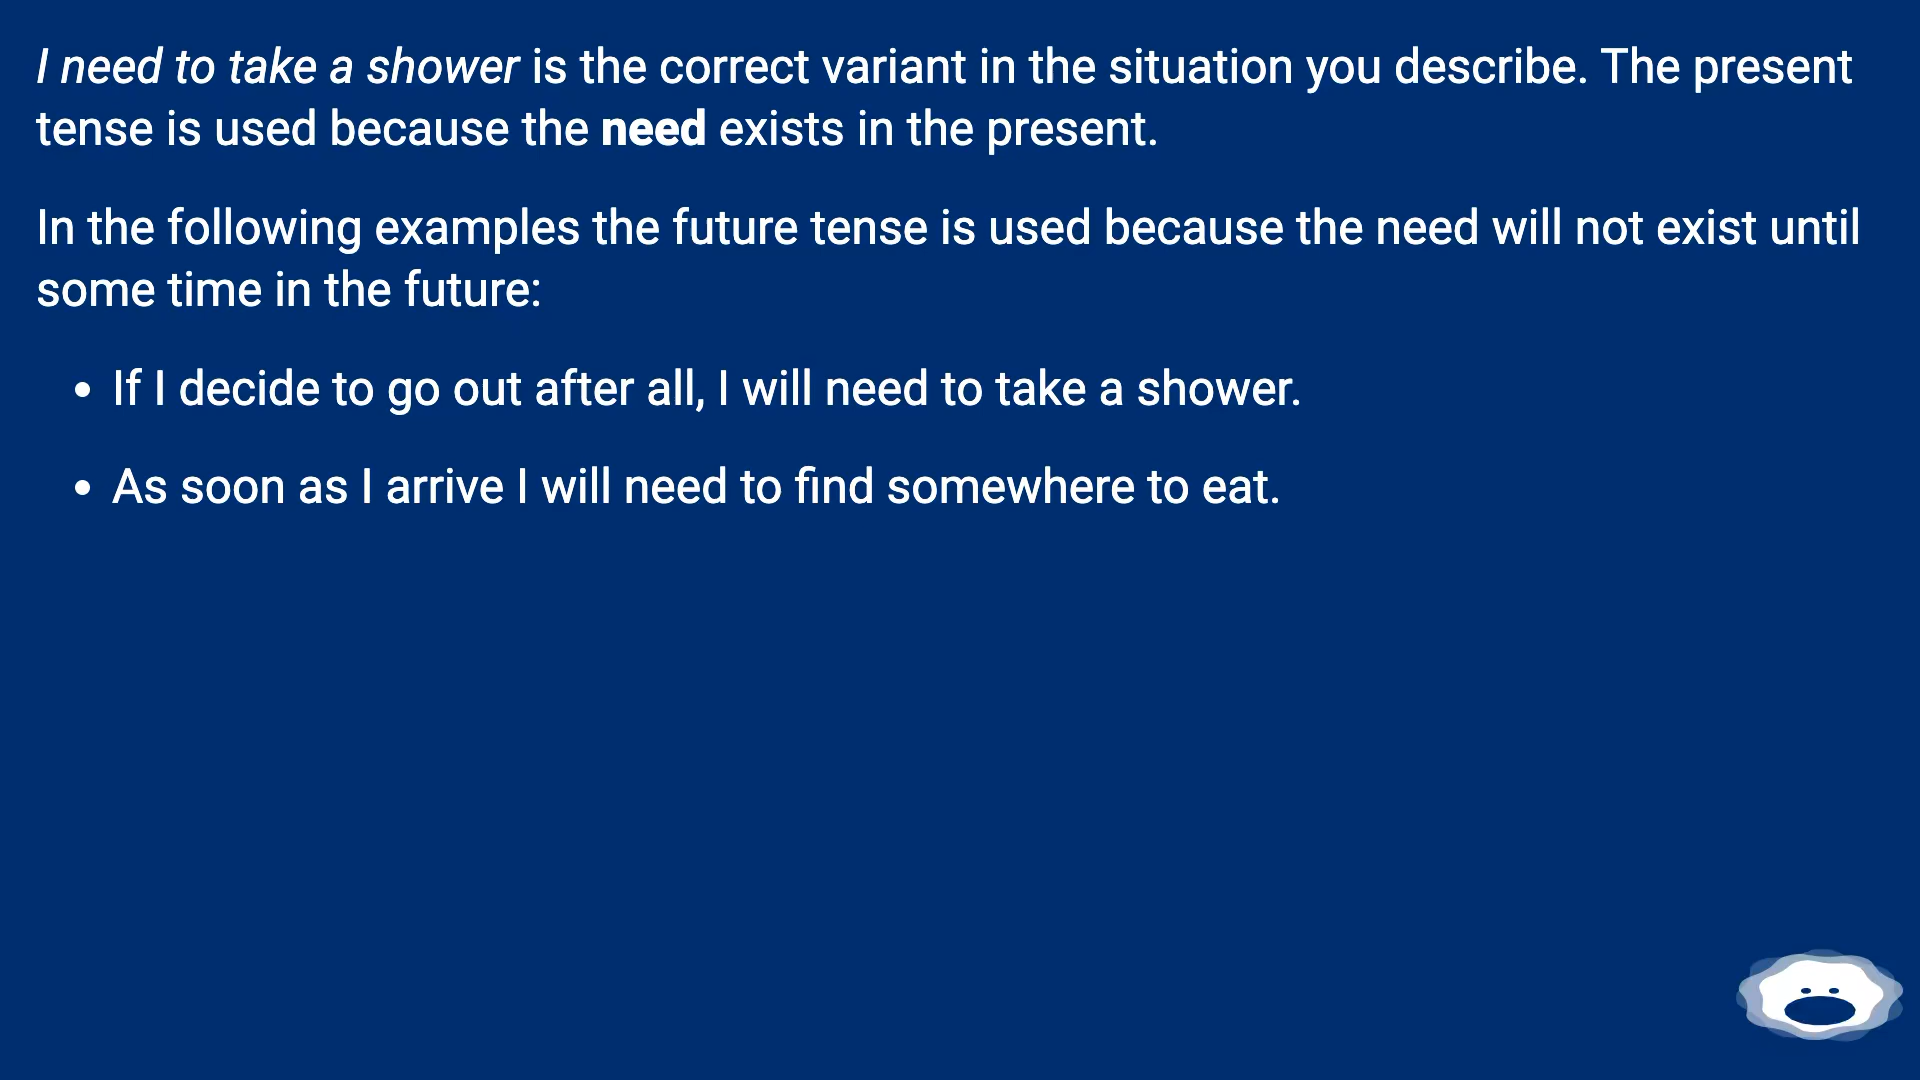 I need to take a shower is the correct variant in the situation you describe. The present
tense is used because the need exists in the present.
In the following examples the future tense is used because the need will not exist until
some time in the future:
• If I decide to go out after all, I will need to take a shower.
• As soon as I arrive I will need to find somewhere to eat.